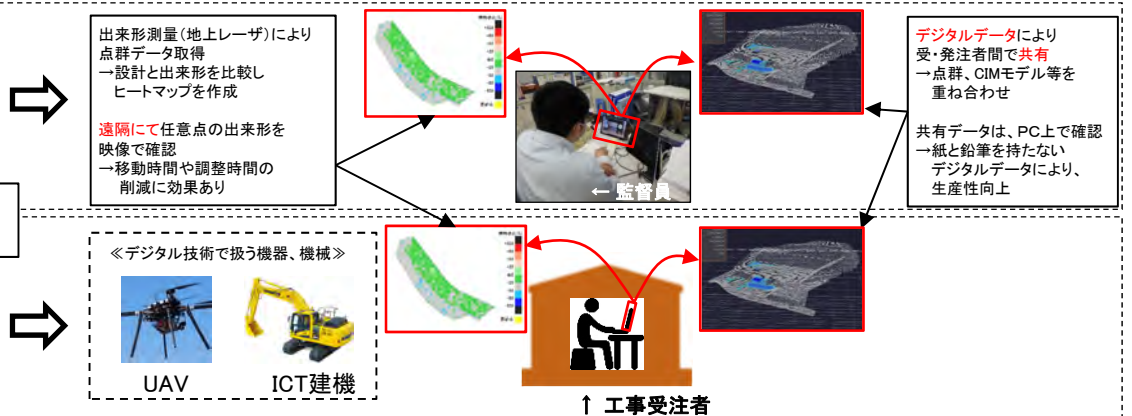 出来形測量(地上レーザ)により
点群データ取得
→設計と出来形を比較し
ヒートマップを作成
遠隔にて任意点の出来形を
映像で確認
→移動時間や調整時間の
削減に効果あり
← 監督員
デジタルデータにより
受・発注者間で共有
→点群、CIMモデル等を
重ね合わせ
共有データは、PC上で確認
→紙と鉛筆を持たない
デジタルデータにより、
生産性向上
≪デジタル技術で扱う機器、機械≫
UAV
ICT建機
↑ 工事受注者